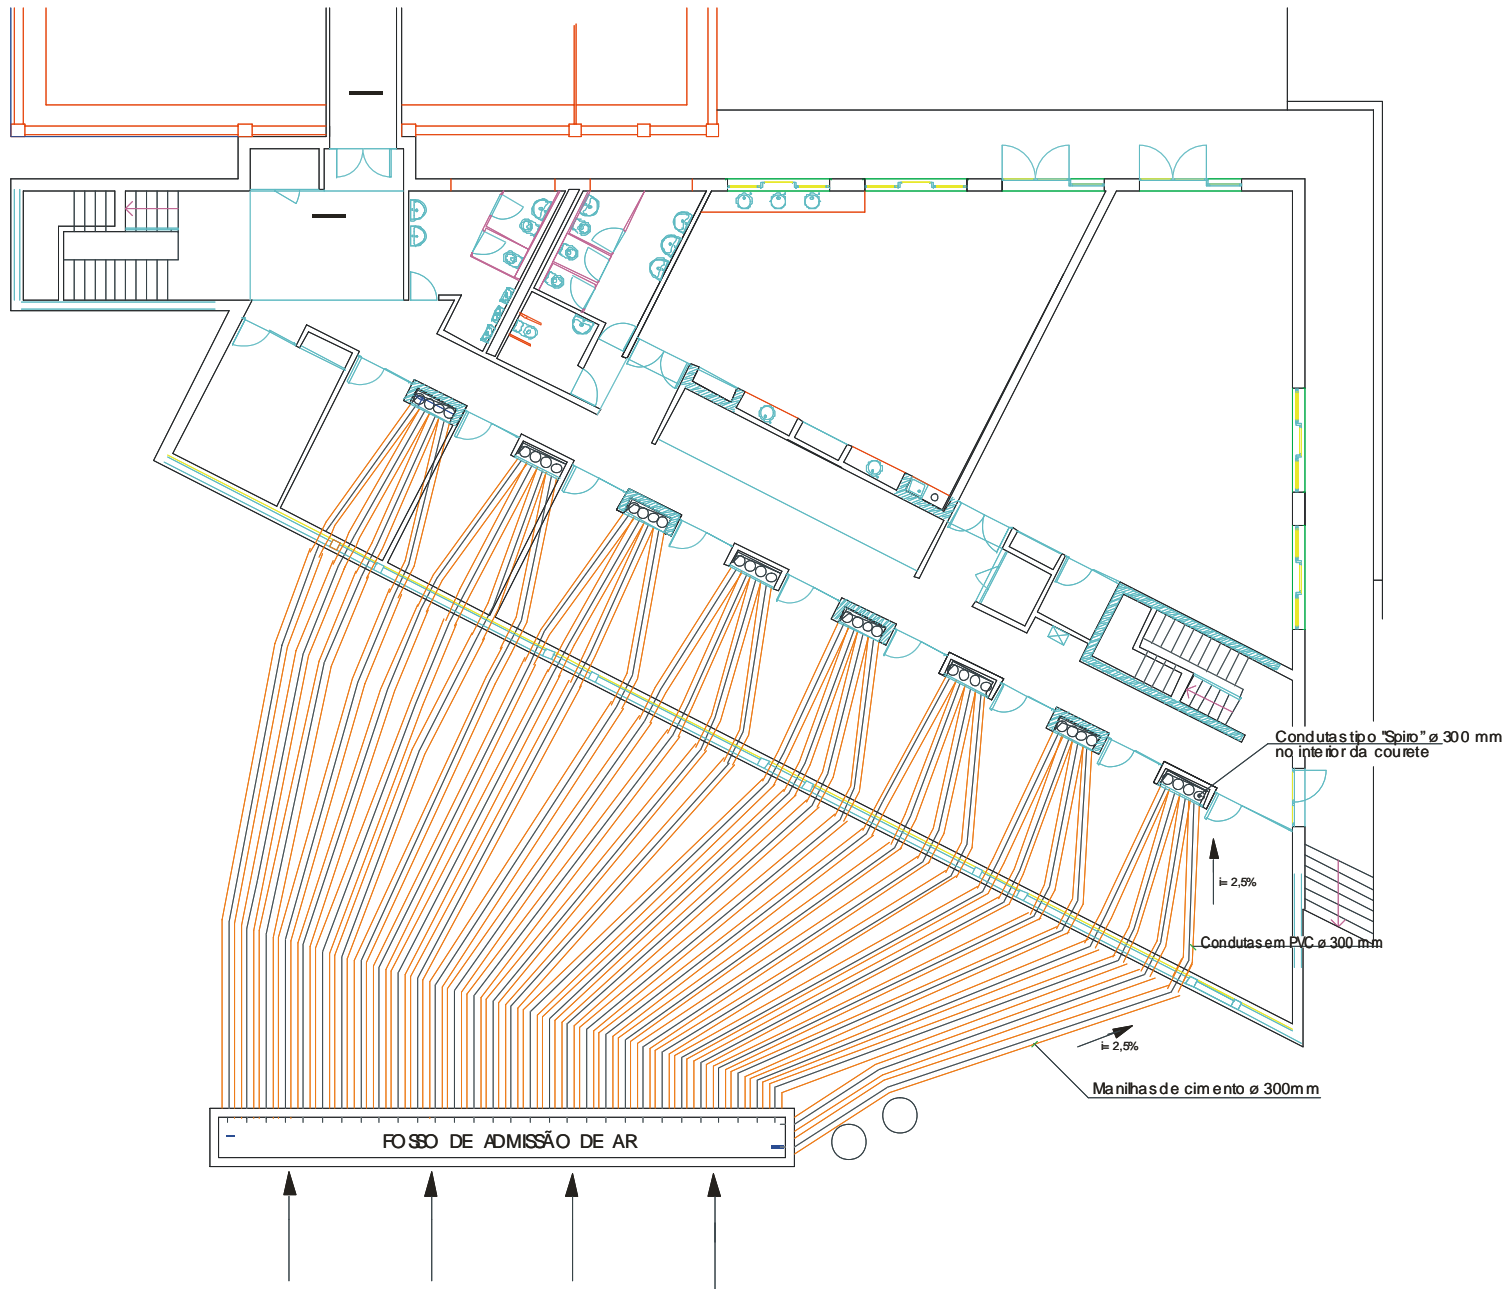 Condutas tipo "Spiro" ø 300 mm
no interior da courete
i= 2,5%
Condutas em PVC ø 300 mm
i= 2,5%
Manilhas de cimento ø 300mm
FOSSO DE ADMISSÃO DE AR